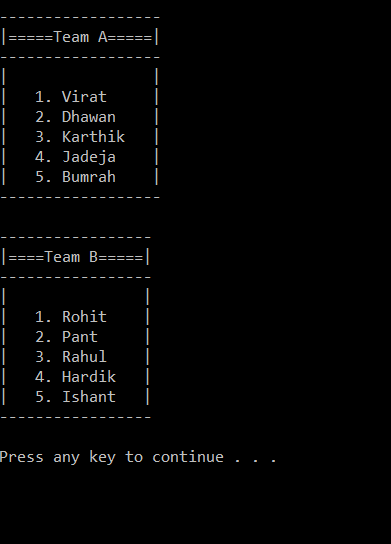 ------------------
|=====Team A=====|
------------------
|                |
|   1. Virat     |
|   2. Dhawan    |
|   3. Karthik   |
|   4. Jadeja    |
|   5. Bumrah    |
------------------

-----------------
|====Team B=====|
-----------------
|               |
|   1. Rohit    |
|   2. Pant     |
|   3. Rahul    |
|   4. Hardik   |
|   5. Ishant   |
-----------------

Press any key to continue . . .